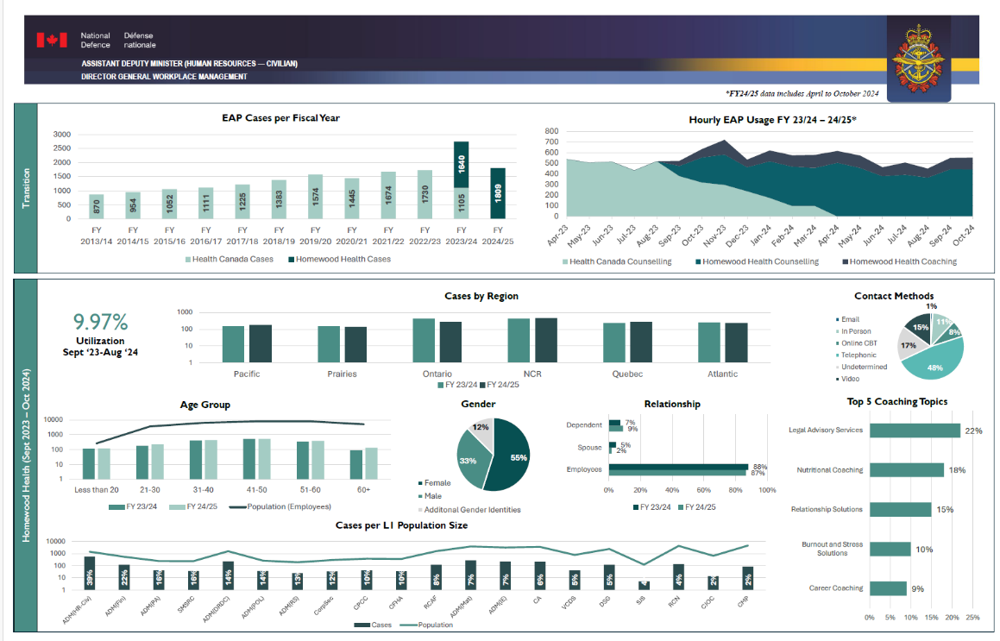 National Défense
Defence nationale
ASSISTANT DEPUTY MINISTER (HUMAN RESOURCES — CIVILIAN)
DIRECTOR GENERAL WORKPLACE MANAGEMENT
*FY24/25 data includes April to October 2024
Transition
EAP Cases per Fiscal Year
3000
2500
2000
1500
1000
500
0
870
954
1052
1111
1225
1383
1574
1445
1674
1730
1105
1640
1809
FY FY FY FY FY FY FY FY FY FY FY FY
2013/14 2014/15 2015/16 2016/17 2017/18 2018/19 2019/20 2020/21 2021/22 2022/23 2023/24 2024/25
Health Canada Cases Homewood Health Cases
Hourly EAP Usage FY 23/24 – 24/25*
800
700
600
500
400
300
200
100
0
Apr-23 May-23 Jun-23 Jul-23 Aug-23 Sep-23 Oct-23 Nov-23 Dec-23 Jan-24 Feb-24 Mar-24 Apr-24 May-24 Jun-24 Jul-24 Aug-24 Sep-24 Oct-24
Health Canada Counselling Homewood Health Counselling Homewood Health Coaching
Homewood Health (Sept 2023 – Oct 2024)
9.97%
Utilization
Sept ‘23-Aug ‘24
Cases by Region
1000
100
10
1
Pacific Prairies Ontario NCR Quebec Atlantic
FY 23/24 FY 24/25
Contact Methods
Email
In Person
Online CBT
Telephonic
Undetermined
Video
1%
11%
8%
48%
17%
15%
Age Group
10000
1000
100
10
1
Less than 20 21-30 31-40 41-50 51-60 60+
FY 23/24 FY 24/25 Population (Employees)
Gender
12%
33%
55%
Female
Male
Additonal Gender Identities
Relationship
Dependent 7%
9%
Spouse 5%
2%
Employees 88%
87%
0% 20% 40% 60% 80% 100%
FY 23/24 FY 24/25
Top 5 Coaching Topics
Legal Advisory Services 22%
Nutritional Coaching 18%
Relationship Solutions 15%
Burnout and Stress
Solutions 10%
Career Coaching 9%
0% 5% 10% 15% 20% 25%
Cases per L1 Population Size
10000
1000
100
10
1
39% 22% 16% 16% 14% 14% 13% 12% 10% 10% 8% 7% 7% 6% 5% 5% 4% 2% 2%
ADM(HR-Civ) ADM(Fin) ADM(PA) SMSRC ADM(DRDC) ADM(POL) ADM(RS) CorpSec CPCC CFHA RCAF ADM(Mat) ADM(IE) CA VCDS DSG SJS RCN CJOC CMP
Cases Population